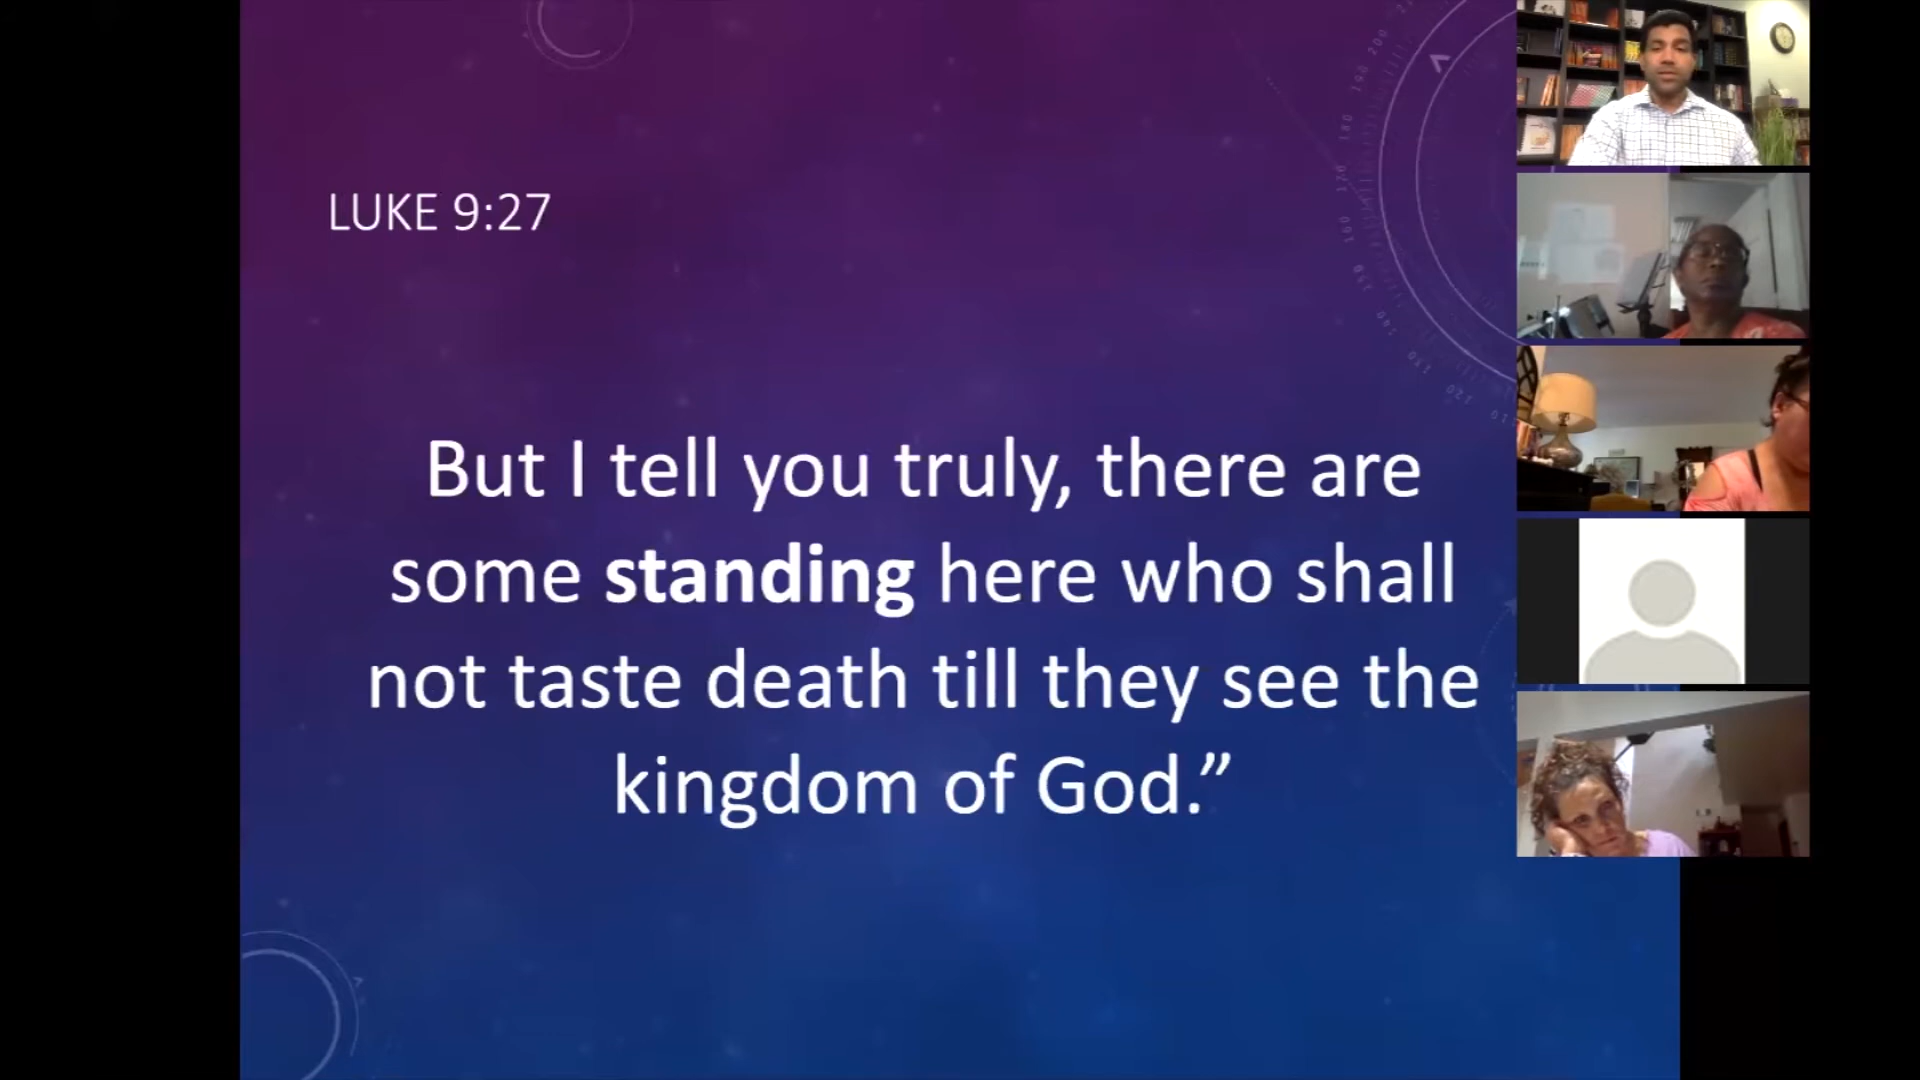 LUKE 9:27
But I tell you truly, there are
some standing here who shall
not taste death till they see the
kingdom of God.”